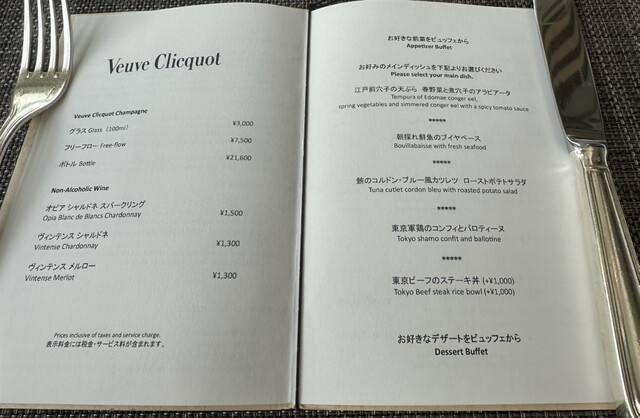 Veuve Clicquot
Veuve Clicquot Champagne
グラス Glass (100ml) ¥3,000
フリーフロー Free-flow ¥7,500
ボトル Bottle ¥21,600
Non-Alcoholic Wine
オピア シャルドネ スパークリング
Opia Blanc de Blancs Chardonnay ¥1,500
ヴィンテンス シャルドネ
Vintense Chardonnay ¥1,300
ヴィンテンス メルロー
Vintense Merlot ¥1,300
Prices inclusive of taxes and service charge.
表示料金には税金・サービス料が含まれます。
お好きな前菜をビュッフェから
Appetizer Buffet
お好みのメインディッシュを下記よりお選びください
Please select your main dish.
江戸前穴子の天ぷら 春野菜と煮穴子のアラビアータ
Tempura of Edomae conger eel,
spring vegetables and simmered conger eel with a spicy tomato sauce
*****
朝採れ鮮魚のブイヤベース
Bouillabaisse with fresh seafood
*****
鮪のコルドン・ブルー風カツレツ ローストポテトサラダ
Tuna cutlet cordon bleu with roasted potato salad
*****
東京軍鶏のコンフィとバロティーヌ
Tokyo shamo confit and ballotine
*****
東京ビーフのステーキ丼 (+¥1,000)
Tokyo Beef steak rice bowl (+¥1,000)
お好きなデザートをビュッフェから
Dessert Buffet